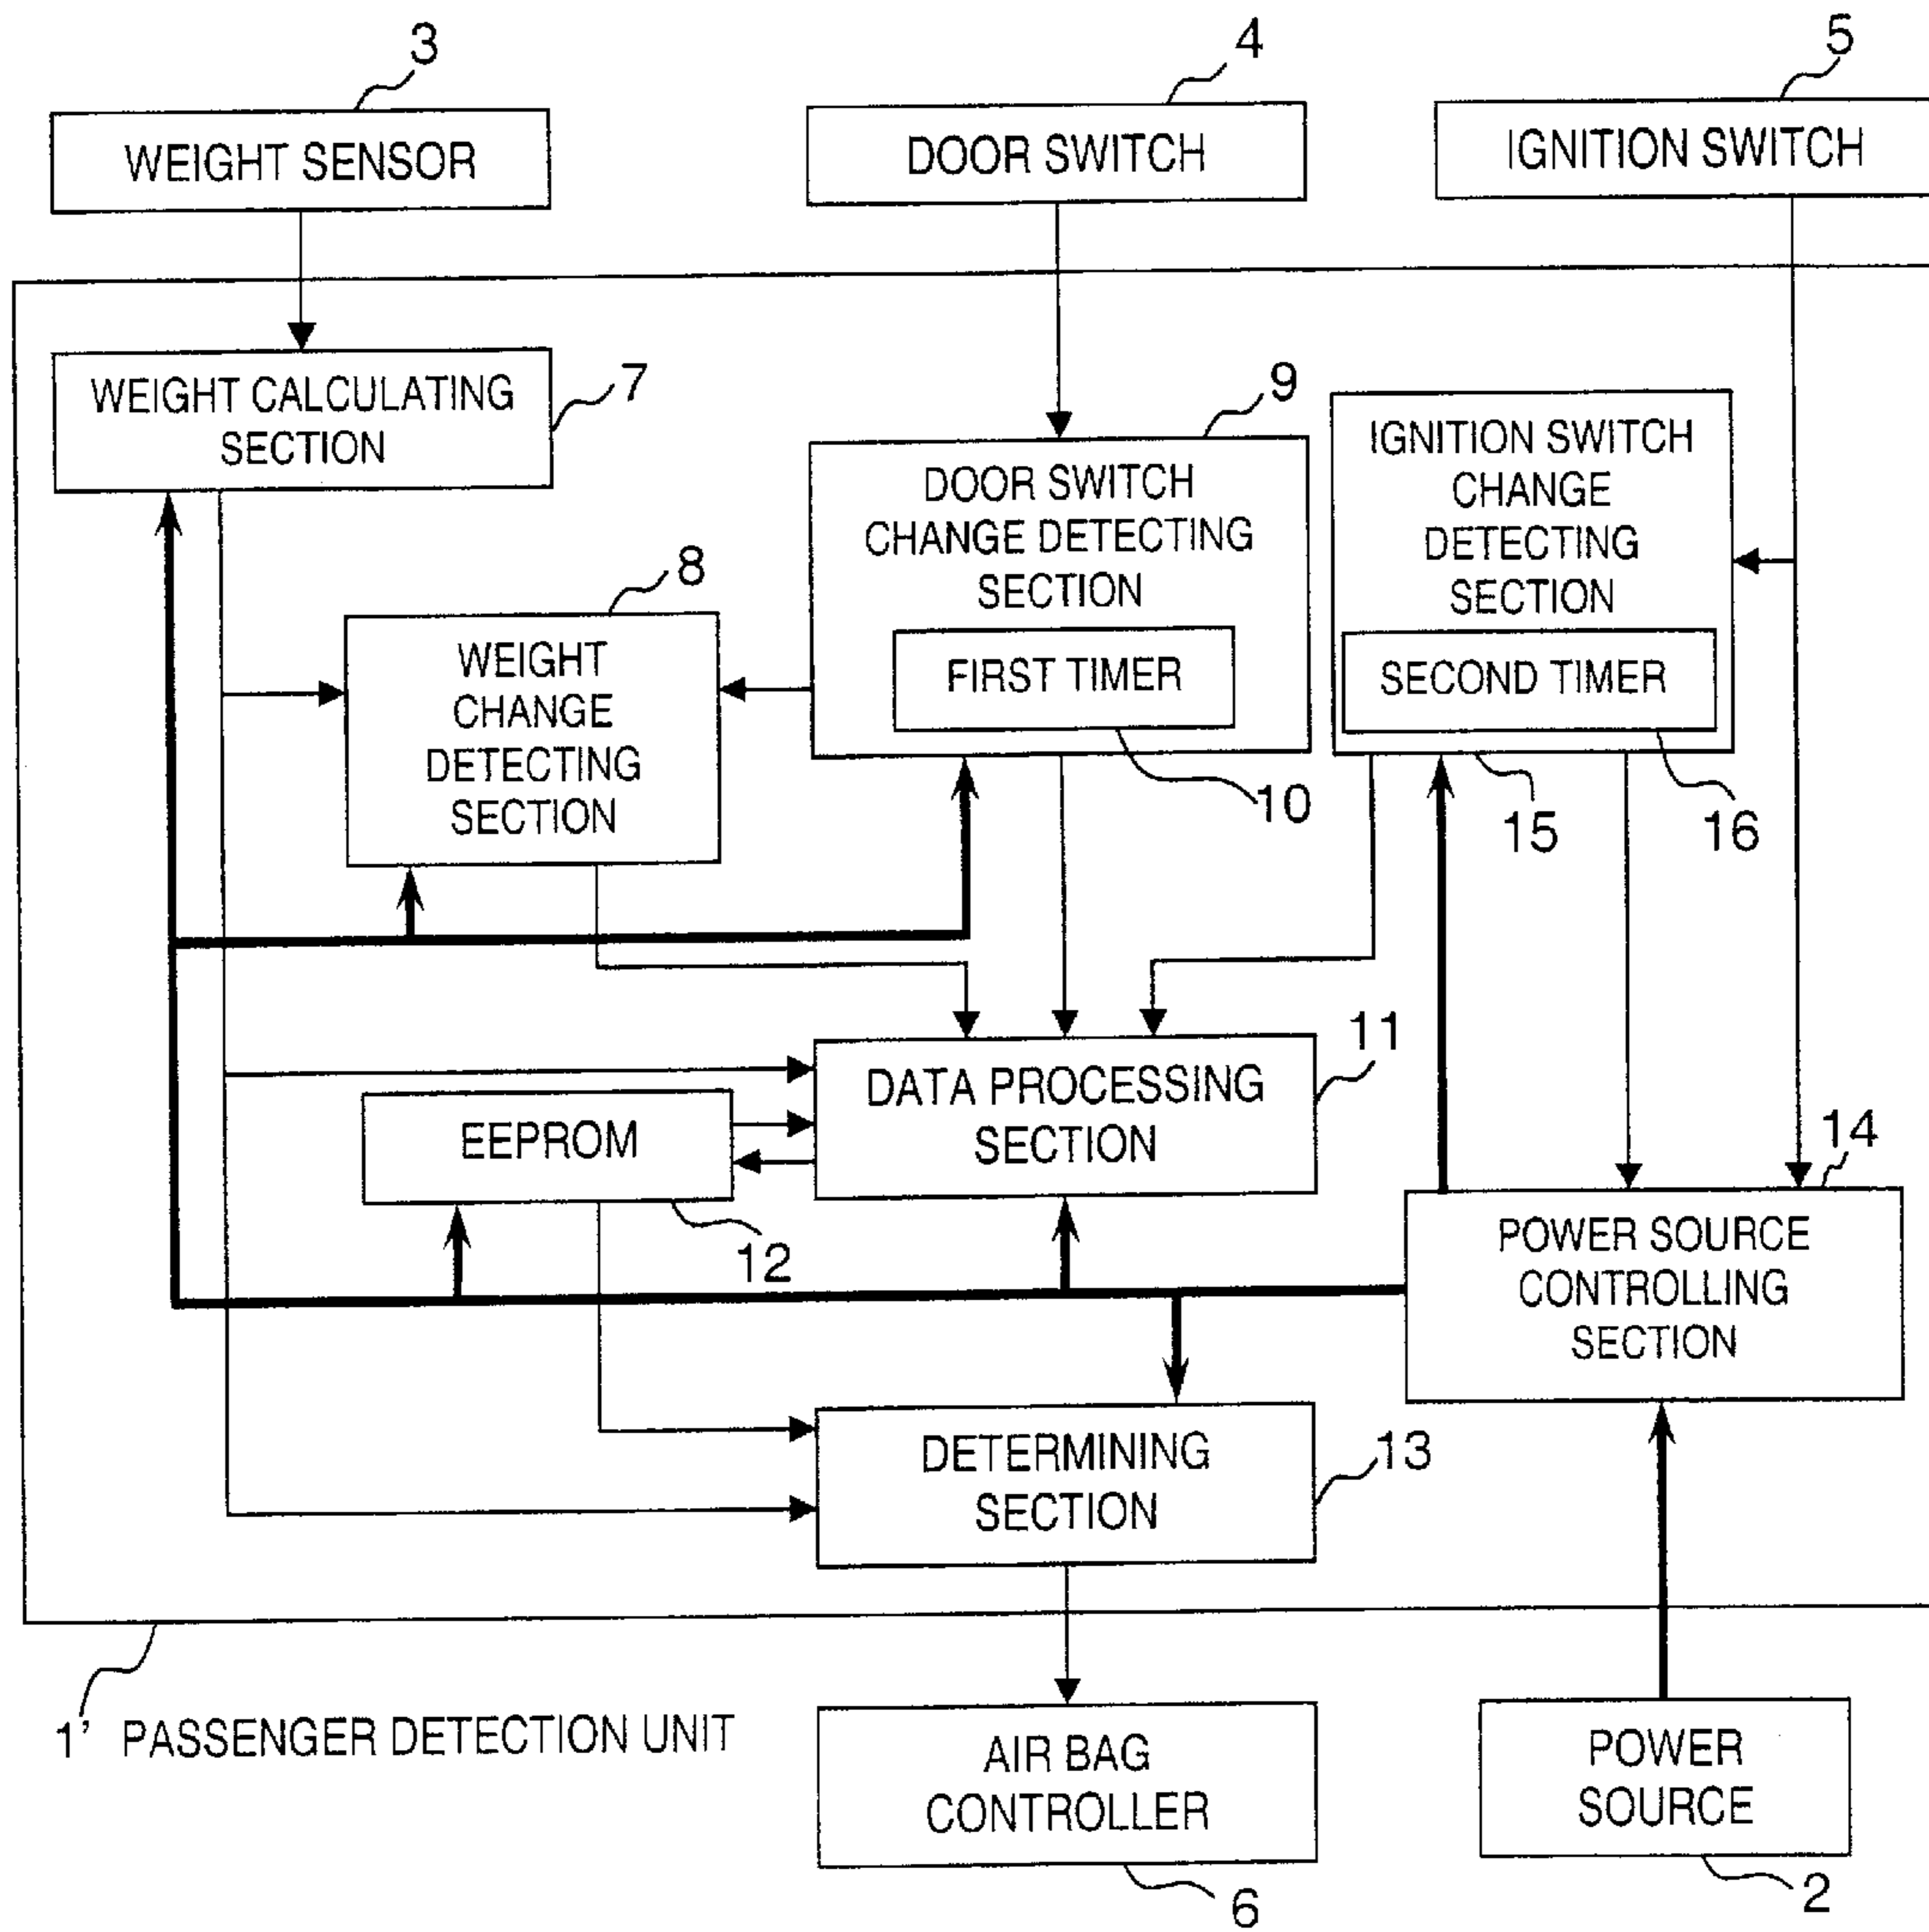 3
4
5
WEIGHT SENSOR
DOOR SWITCH
IGNITION SWITCH
WEIGHT CALCULATING
SECTION
7
9
DOOR SWITCH
CHANGE DETECTING
SECTION
FIRST TIMER
10
IGNITION SWITCH
CHANGE
DETECTING
SECTION
SECOND TIMER
15
16
8
WEIGHT
CHANGE
DETECTING
SECTION
11
DATA PROCESSING
SECTION
EEPROM
12
14
POWER SOURCE
CONTROLLING
SECTION
DETERMINING
SECTION
13
1’ PASSENGER DETECTION UNIT
AIR BAG
CONTROLLER
6
POWER
SOURCE
2